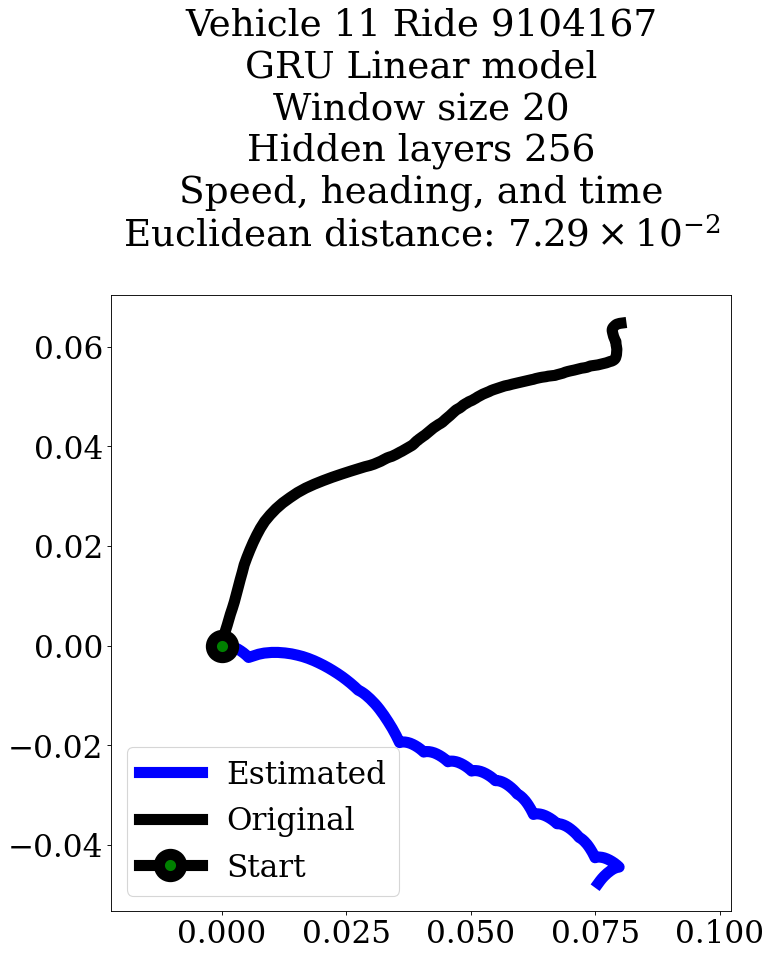 Vehicle 11 Ride 9104167
GRU Linear model
Window size 20
Hidden layers 256
Speed, heading, and time
Euclidean distance: 7.29 × 10⁻²
0.06
0.04
0.02
0.00
−0.02
−0.04
Estimated
Original
Start
0.000 0.025 0.050 0.075 0.100